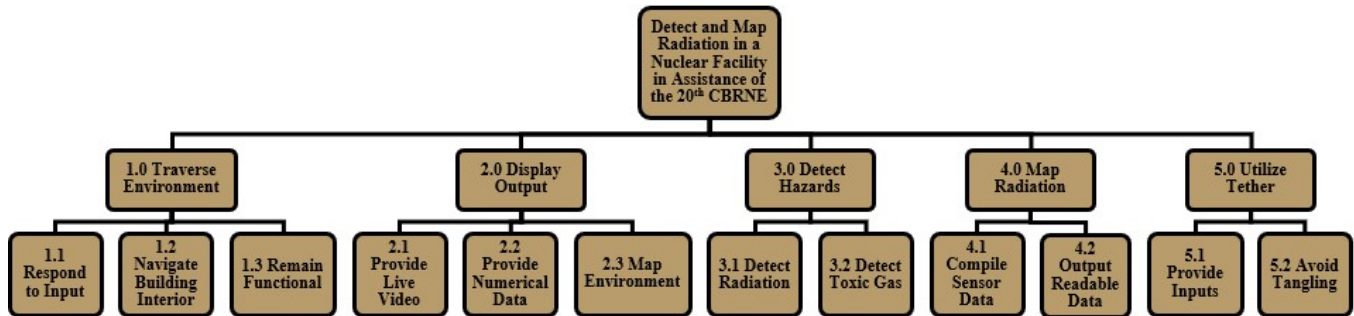 Detect and Map
Radiation in a
Nuclear Facility
in Assistance of
the 20th CBRNE
1.0 Traverse
Environment
2.0 Display
Output
3.0 Detect
Hazards
4.0 Map
Radiation
5.0 Utilize
Tether
1.1
Respond
to Input
1.2
Navigate
Building
Interior
1.3 Remain
Functional
2.1
Provide
Live
Video
2.2
Provide
Numerical
Data
2.3 Map
Environment
3.1 Detect
Radiation
3.2 Detect
Toxic Gas
4.1
Compile
Sensor
Data
4.2
Output
Readable
Data
5.1
Provide
Inputs
5.2 Avoid
Tangling